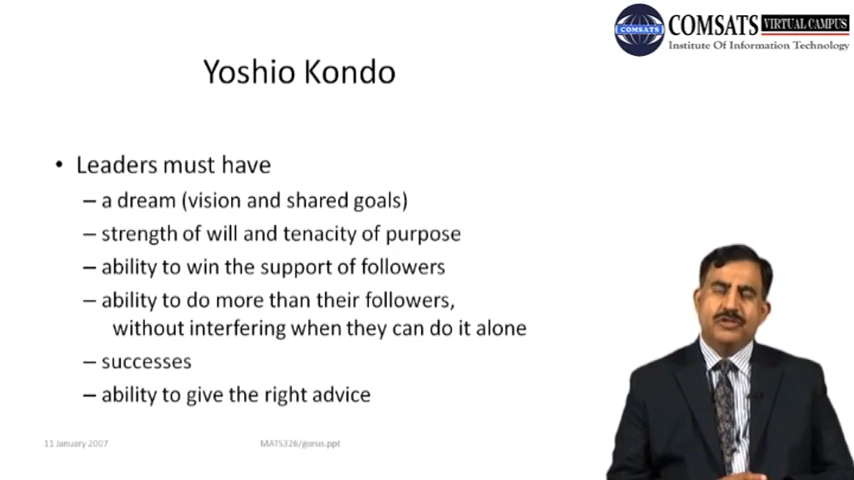 COMSATS VIRTUAL CAMPUS
COMSATS
Institute Of Information Technology
Yoshio Kondo
• Leaders must have
– a dream (vision and shared goals)
– strength of will and tenacity of purpose
– ability to win the support of followers
– ability to do more than their followers,
without interfering when they can do it alone
– successes
– ability to give the right advice
11 January 2007
MATS326/gurus.ppt